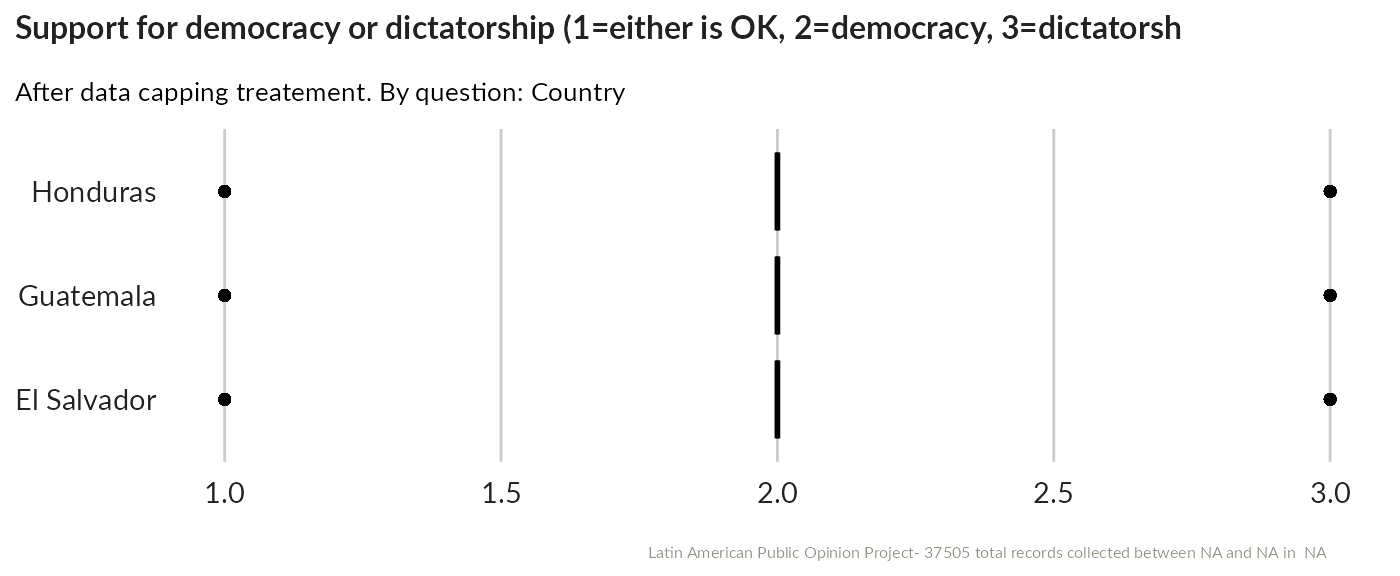 Support for democracy or dictatorship (1=either is OK, 2=democracy, 3=dictatorsh
After data capping treatement. By question: Country
Honduras
Guatemala
El Salvador
1.0 1.5 2.0 2.5 3.0
Latin American Public Opinion Project- 37505 total records collected between NA and NA in NA